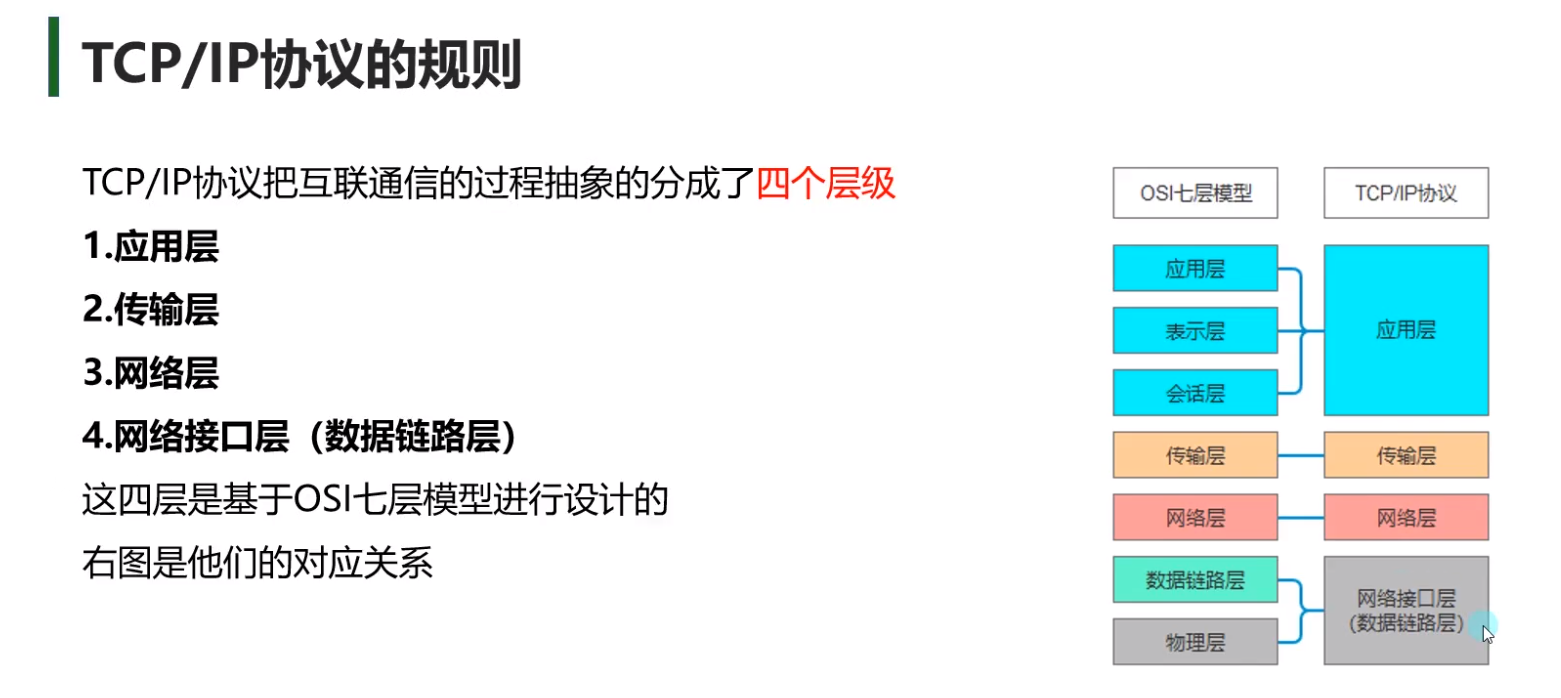 TCP/IP协议的规则
TCP/IP协议把互联通信的过程抽象的分成了四个层级
1.应用层
2.传输层
3.网络层
4.网络接口层（数据链路层）
这四层是基于OSI七层模型进行设计的
右图是他们的对应关系
OSI七层模型
TCP/IP协议
应用层
表示层
会话层
应用层
传输层
传输层
网络层
网络层
数据链路层
物理层
网络接口层
(数据链路层)